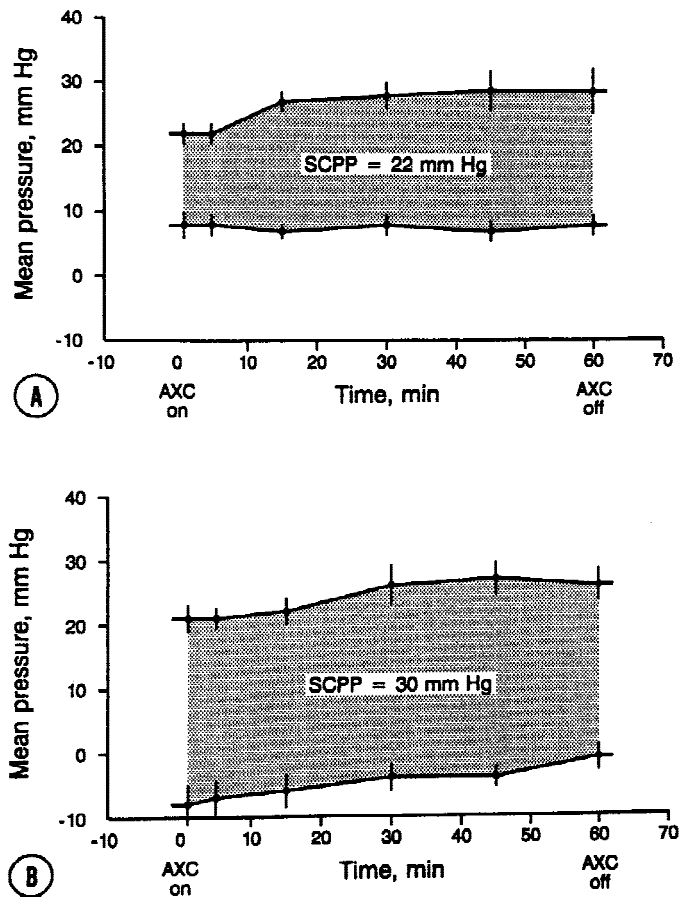 40
30
20
10
0
-10
Mean pressure, mm Hg
SCPP = 22 mm Hg
-10 0 10 20 30 40 50 60 70
AXC on
Time, min
AXC off
A
40
30
20
10
0
-10
Mean pressure, mm Hg
SCPP = 30 mm Hg
-10 0 10 20 30 40 50 60 70
AXC on
Time, min
AXC off
B